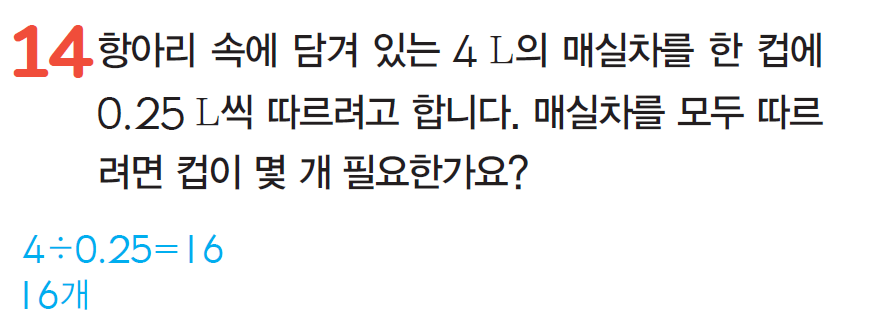 14 항아리 속에 담겨 있는 4 L의 매실차를 한 컵에
0.25 L씩 따르려고 합니다. 매실차를 모두 따르
려면 컵이 몇 개 필요한가요?
4÷0.25=16
16개